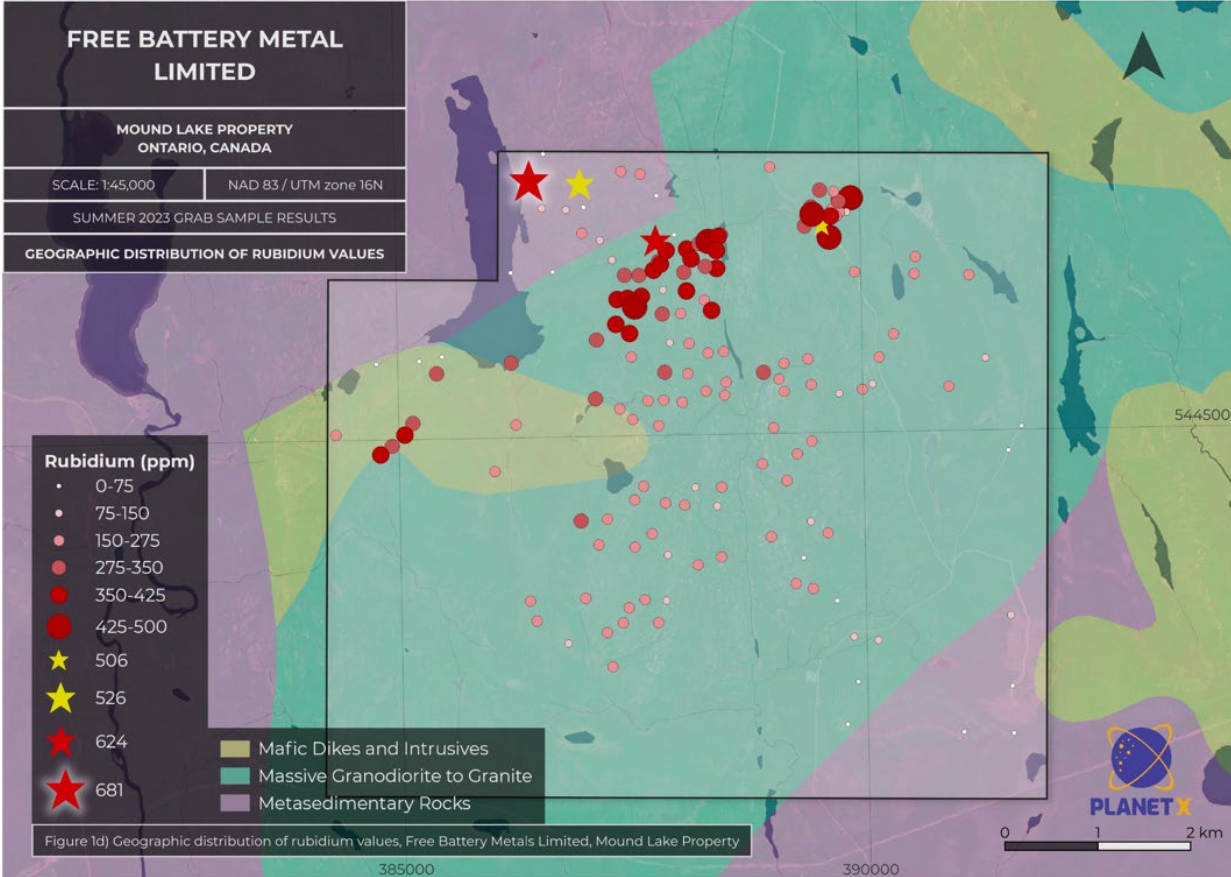 FREE BATTERY METAL
LIMITED
MOUND LAKE PROPERTY
ONTARIO, CANADA
SCALE: 1:45,000
NAD 83 / UTM zone 16N
SUMMER 2023 GRAB SAMPLE RESULTS
GEOGRAPHIC DISTRIBUTION OF RUBIDIUM VALUES
544500
Rubidium (ppm)
0-75
75-150
150-275
275-350
350-425
425-500
506
526
624
681
Mafic Dikes and Intrusives
Massive Granodiorite to Granite
Metasedimentary Rocks
PLANETX
0 1 2 km
Figure 1d) Geographic distribution of rubidium values, Free Battery Metals Limited, Mound Lake Property
385000
390000